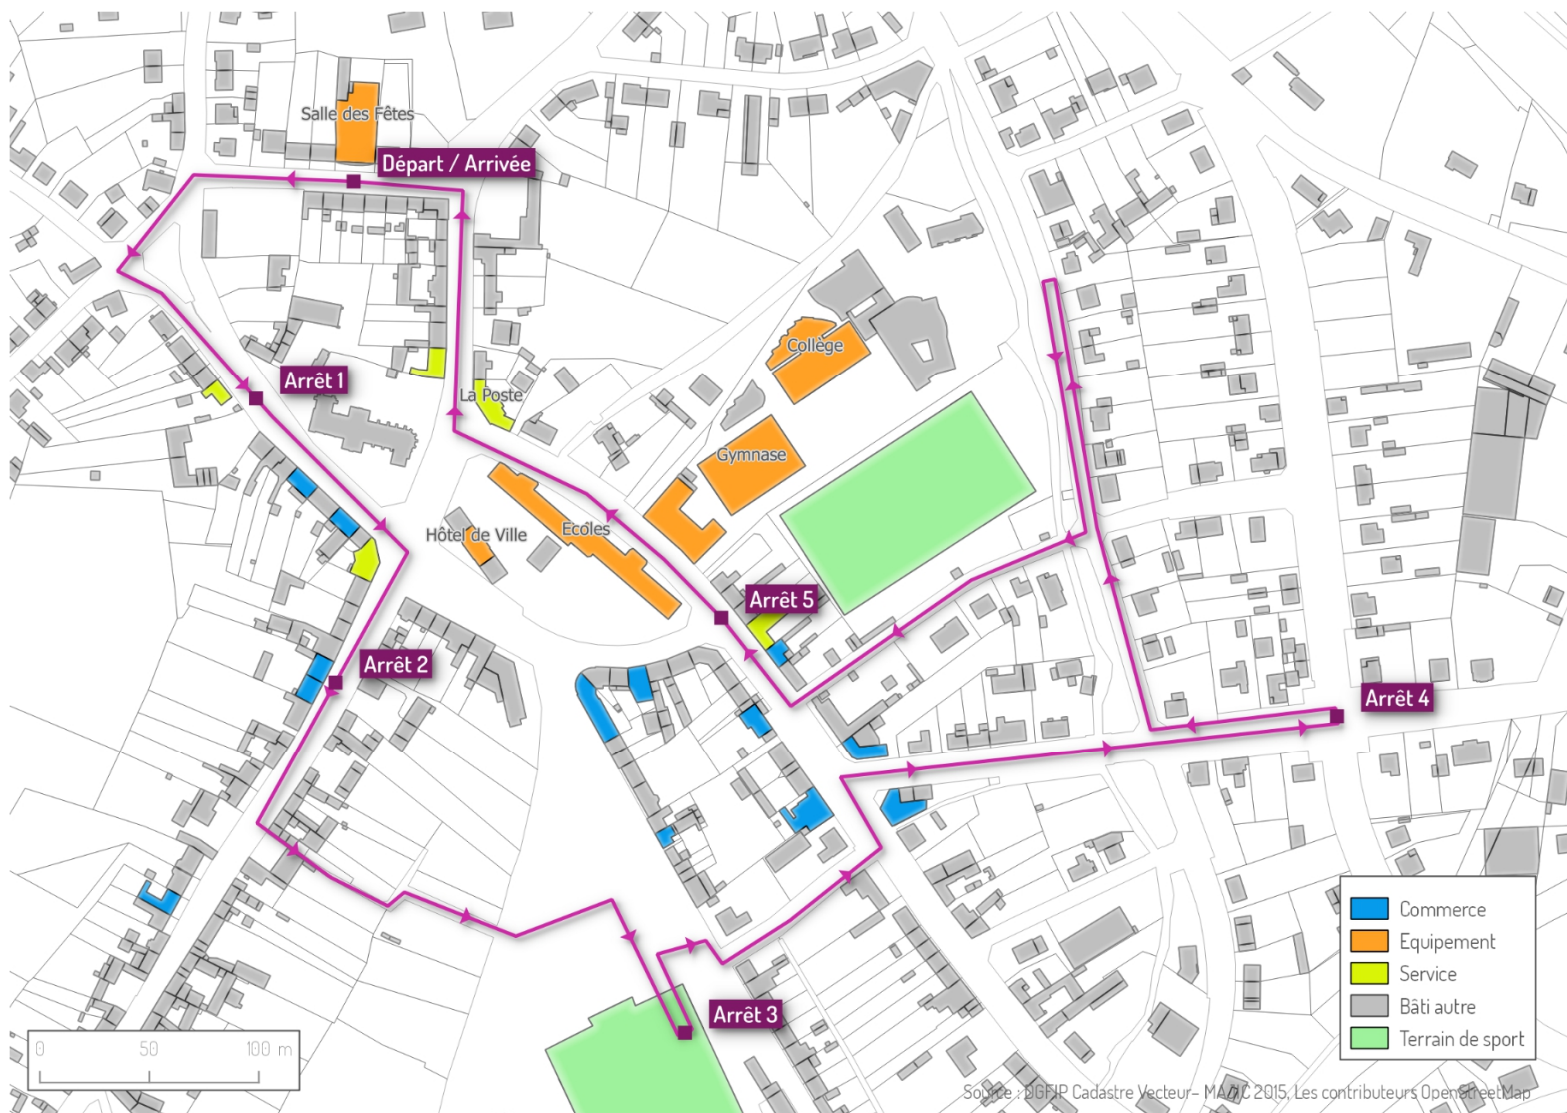 Salle des Fêtes
Départ / Arrivée
Arrêt 1
La Poste
Collège
Gymnase
Hôtel de Ville
Ecoles
Arrêt 5
Arrêt 2
Arrêt 4
Arrêt 3
Commerce
Equipement
Service
Bâti autre
Terrain de sport
0 50 100 m
Source : DGFIP Cadastre Vecteur- MAJIC 2015, Les contributeurs OpenStreetMap